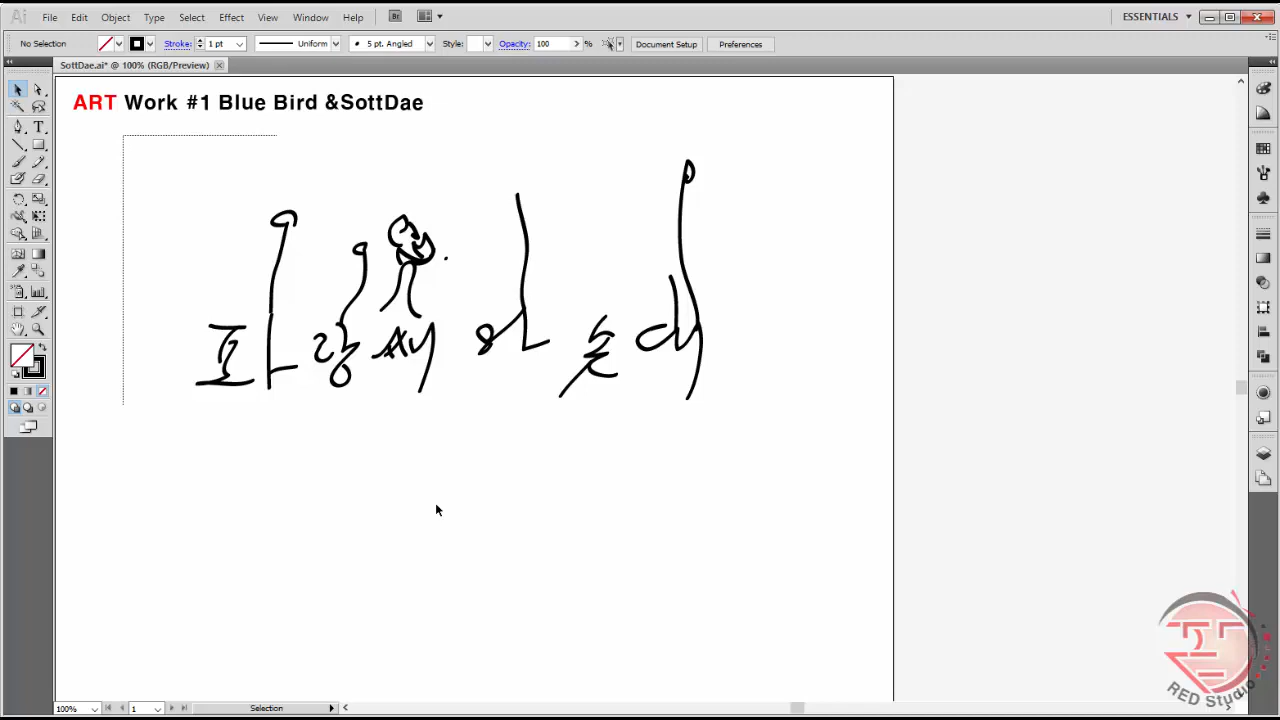 Ai File Edit Object Type Select Effect View Window Help Br ESSENTIALS
No Selection Stroke: 1 pt Uniform 5 pt. Angled Style: Opacity: 100 % Document Setup Preferences
SottDae.ai* @ 100% (RGB/Preview)
ART Work #1 Blue Bird &SottDae
파랑새와 솟대
RED Studio
100% 1 Selection